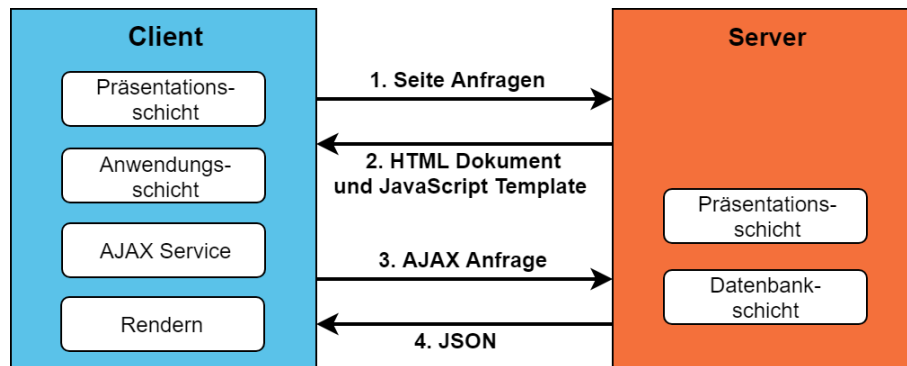 Client
Präsentations-
schicht
Anwendungs-
schicht
AJAX Service
Rendern
1. Seite Anfragen
2. HTML Dokument
und JavaScript Template
3. AJAX Anfrage
4. JSON
Server
Präsentations-
schicht
Datenbank-
schicht